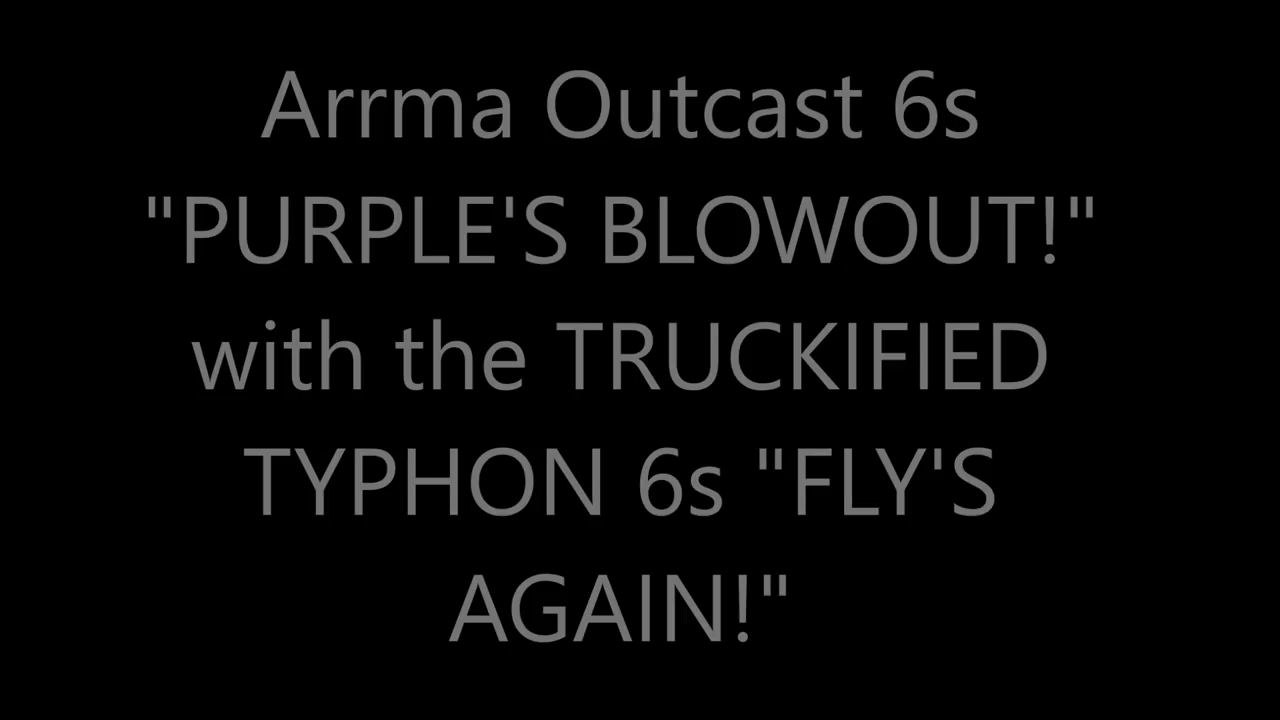 Arrma Outcast 6s
"PURPLE'S BLOWOUT!"
with the TRUCKIFIED
TYPHON 6s "FLY'S
AGAIN!"